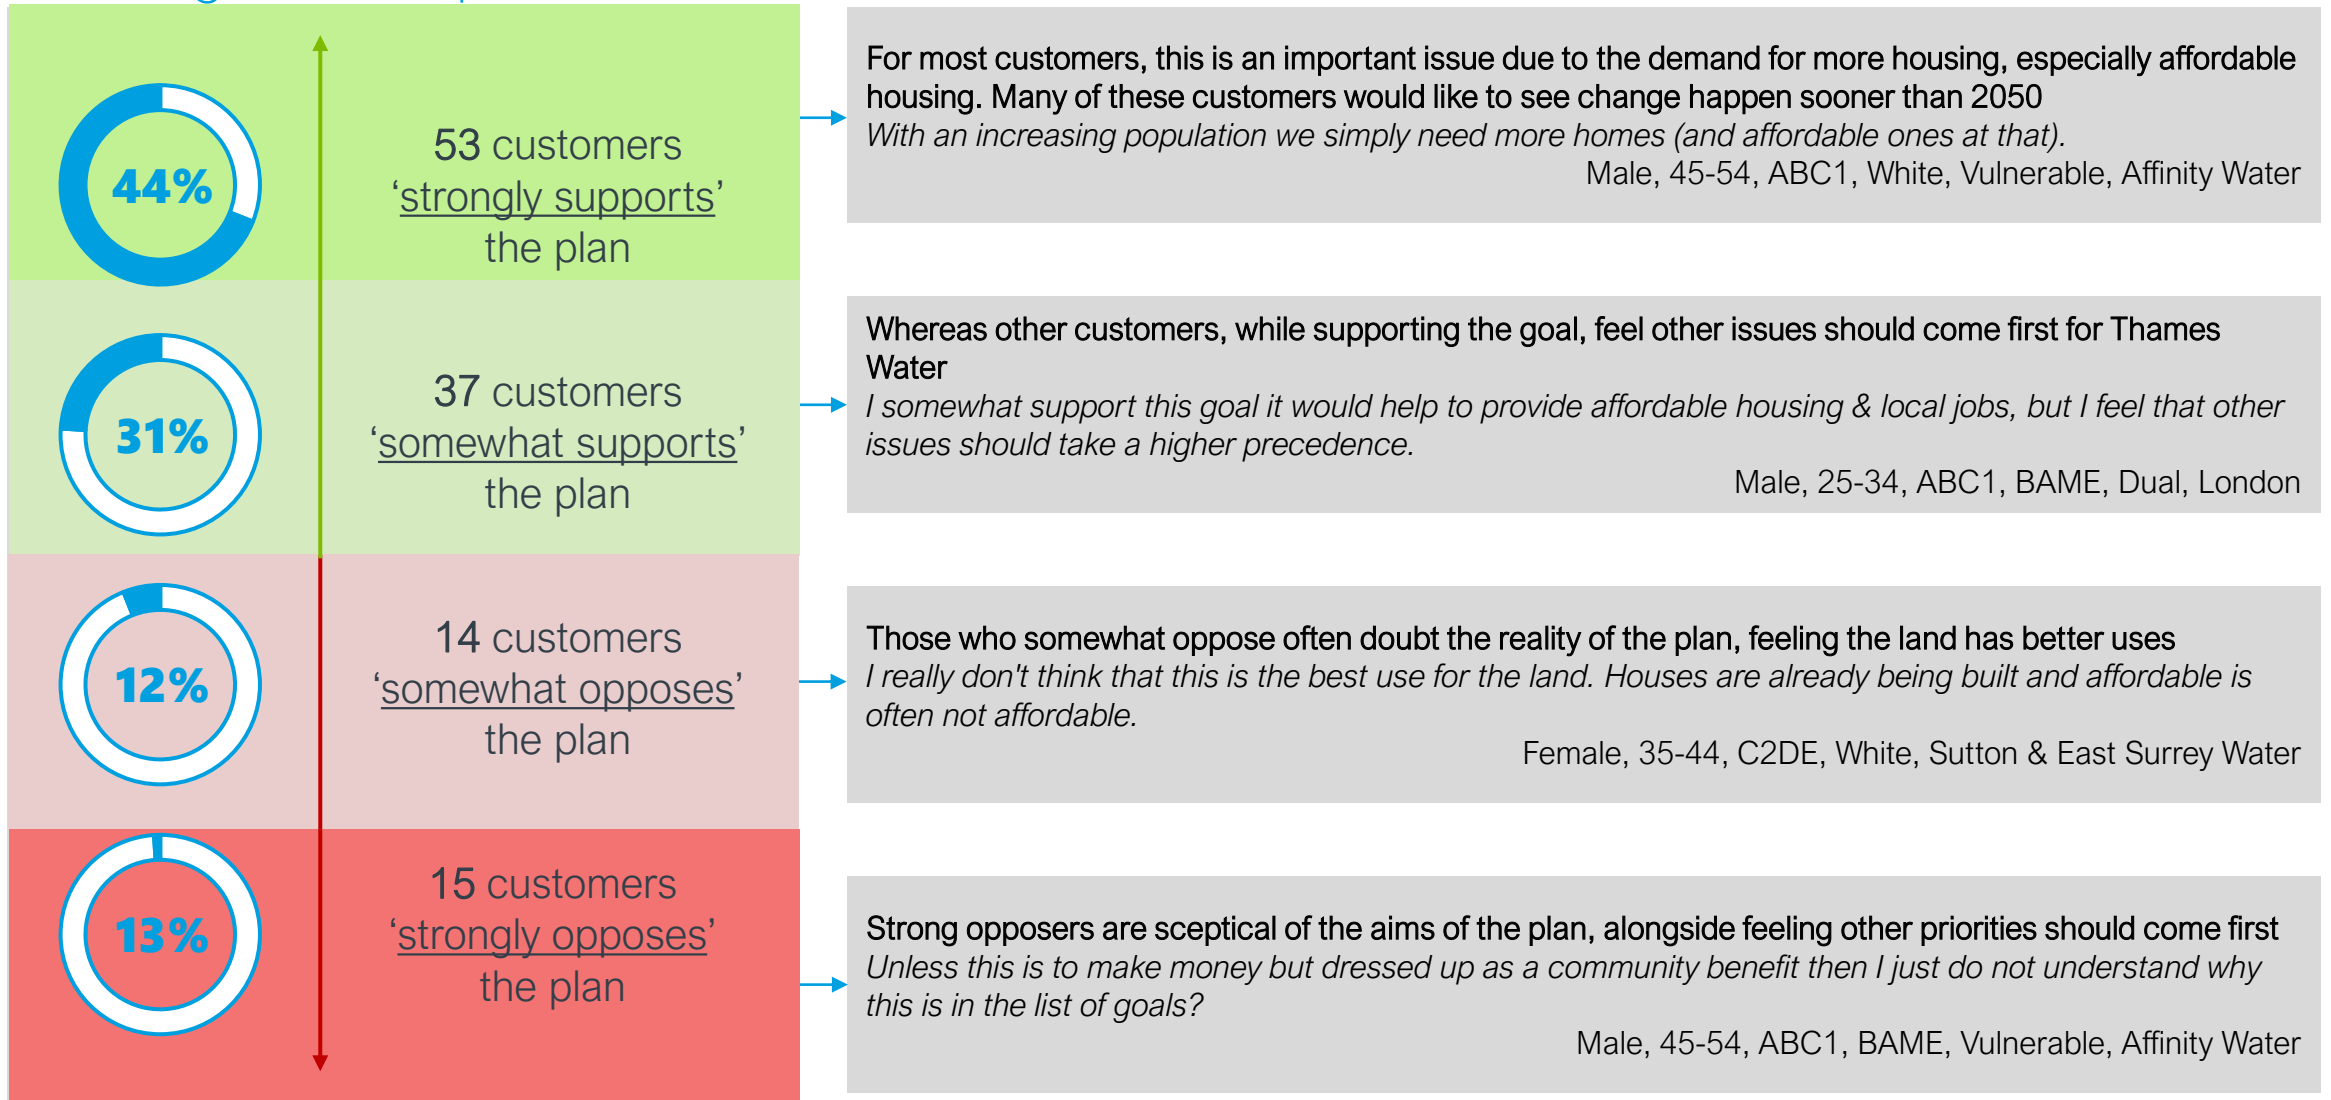 44%
53 customers
‘strongly supports’
the plan
For most customers, this is an important issue due to the demand for more housing, especially affordable
housing. Many of these customers would like to see change happen sooner than 2050
With an increasing population we simply need more homes (and affordable ones at that).
Male, 45-54, ABC1, White, Vulnerable, Affinity Water
31%
37 customers
‘somewhat supports’
the plan
Whereas other customers, while supporting the goal, feel other issues should come first for Thames
Water
I somewhat support this goal it would help to provide affordable housing & local jobs, but I feel that other
issues should take a higher precedence.
Male, 25-34, ABC1, BAME, Dual, London
12%
14 customers
‘somewhat opposes’
the plan
Those who somewhat oppose often doubt the reality of the plan, feeling the land has better uses
I really don't think that this is the best use for the land. Houses are already being built and affordable is
often not affordable.
Female, 35-44, C2DE, White, Sutton & East Surrey Water
13%
15 customers
‘strongly opposes’
the plan
Strong opposers are sceptical of the aims of the plan, alongside feeling other priorities should come first
Unless this is to make money but dressed up as a community benefit then I just do not understand why
this is in the list of goals?
Male, 45-54, ABC1, BAME, Vulnerable, Affinity Water